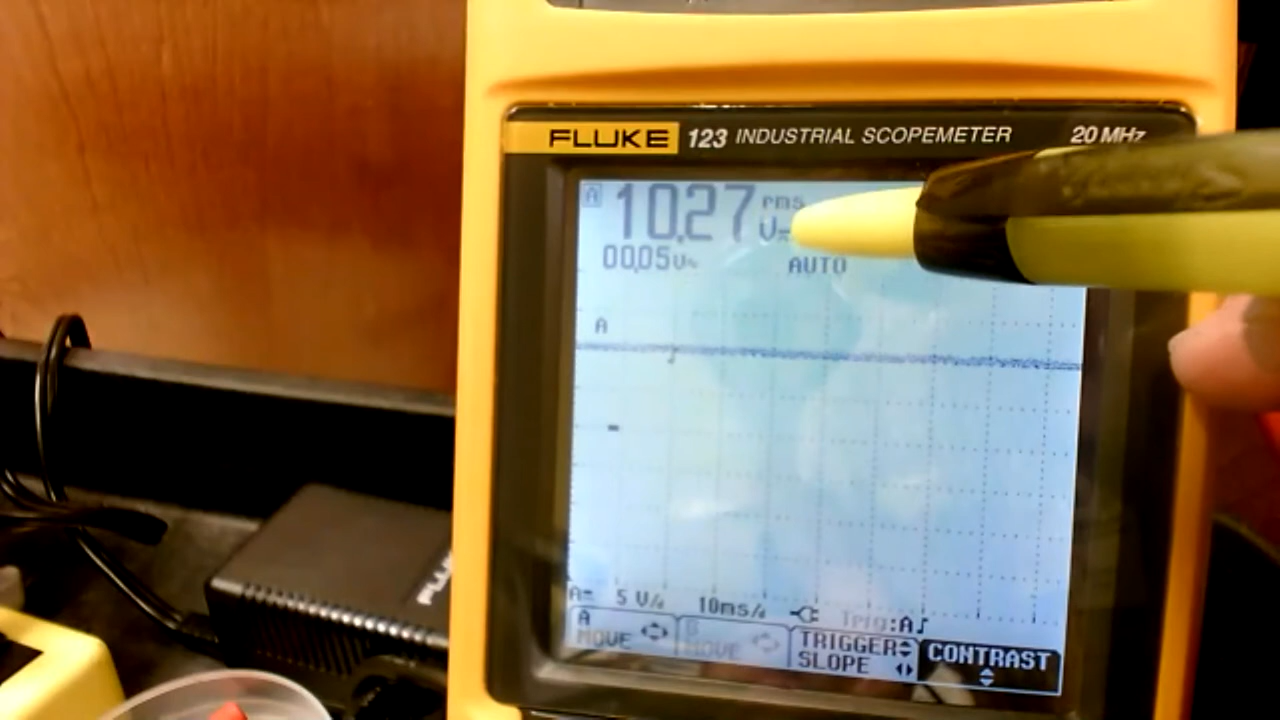 FLUKE 123 INDUSTRIAL SCOPEMETER 20 MHz
A 10.27 rms
V
00.05 V~
AUTO
A
A 5 V/ 10ms/ Trig:A
A MOVE B MOVE TRIGGER SLOPE CONTRAST
FLUKE